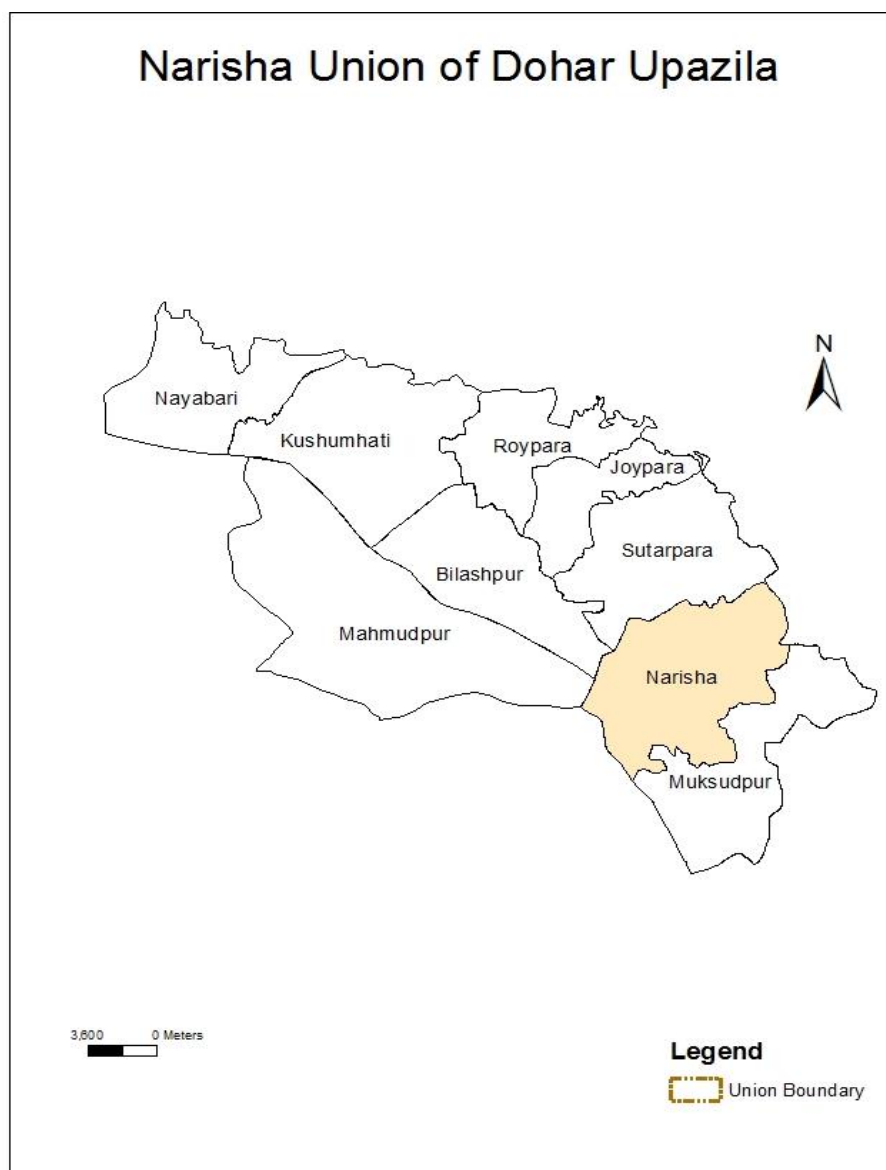 Narisha Union of Dohar Upazila
N
Nayabari
Kushumhati
Roypara
Joypara
Sutarpara
Bilashpur
Mahmudpur
Narisha
Muksudpur
3,600 0 Meters
Legend
Union Boundary